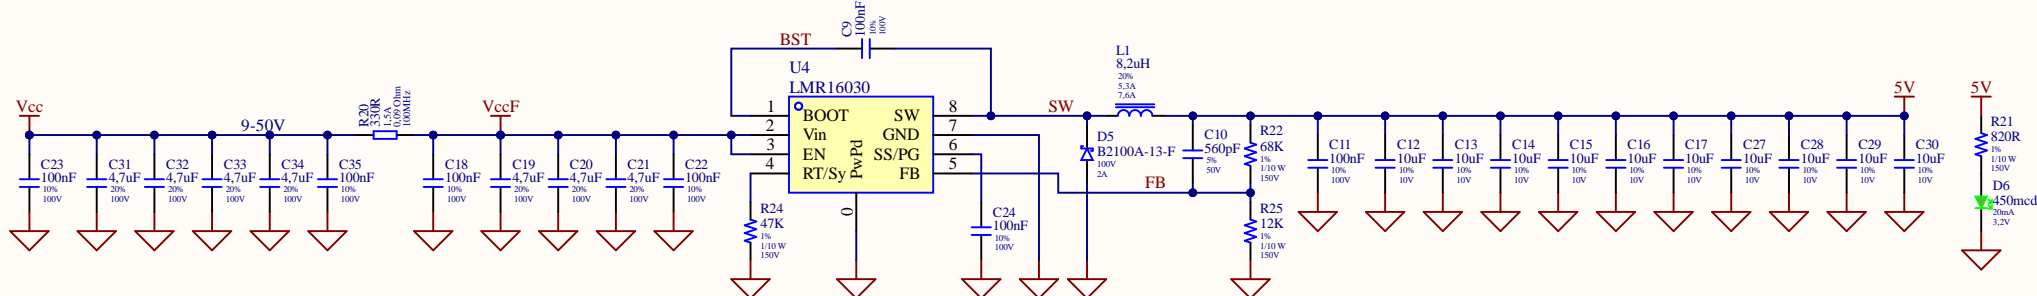 Vcc
9-50V
C23
100nF
10%
100V
C31
4,7uF
20%
100V
C32
4,7uF
20%
100V
C33
4,7uF
20%
100V
C34
4,7uF
20%
100V
C35
100nF
10%
100V
R20
330R
1,5A
0,09 Ohm
100MHz
VccF
C18
100nF
10%
100V
C19
4,7uF
20%
100V
C20
4,7uF
20%
100V
C21
4,7uF
20%
100V
C22
100nF
10%
100V
BST
C9
100nF
10%
100V
U4
LMR16030
1 BOOT
2 Vin
3 EN
4 RT/Sy
PwPd
0
SW 8
GND 7
SS/PG 6
FB 5
R24
47K
1%
1/10 W
150V
C24
100nF
10%
100V
SW
D5
B2100A-13-F
100V
2A
L1
8,2uH
20%
5,3A
7,6A
FB
C10
560pF
5%
50V
R22
68K
1%
1/10 W
150V
R25
12K
1%
1/10 W
150V
C11
100nF
10%
100V
C12
10uF
10%
10V
C13
10uF
10%
10V
C14
10uF
10%
10V
C15
10uF
10%
10V
C16
10uF
10%
10V
C17
10uF
10%
10V
C27
10uF
10%
10V
C28
10uF
10%
10V
C29
10uF
10%
10V
5V
C30
10uF
10%
10V
5V
R21
820R
1%
1/10 W
150V
D6
450mcd
20mA
3,2V